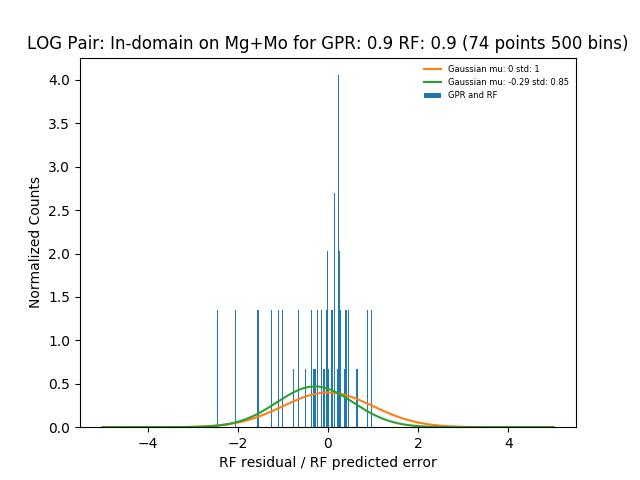 LOG Pair: In-domain on Mg+Mo for GPR: 0.9 RF: 0.9 (74 points 500 bins)
Gaussian mu: 0 std: 1
Gaussian mu: -0.29 std: 0.85
GPR and RF
Normalized Counts
4.0
3.5
3.0
2.5
2.0
1.5
1.0
0.5
0.0
−4
−2
0
2
4
RF residual / RF predicted error